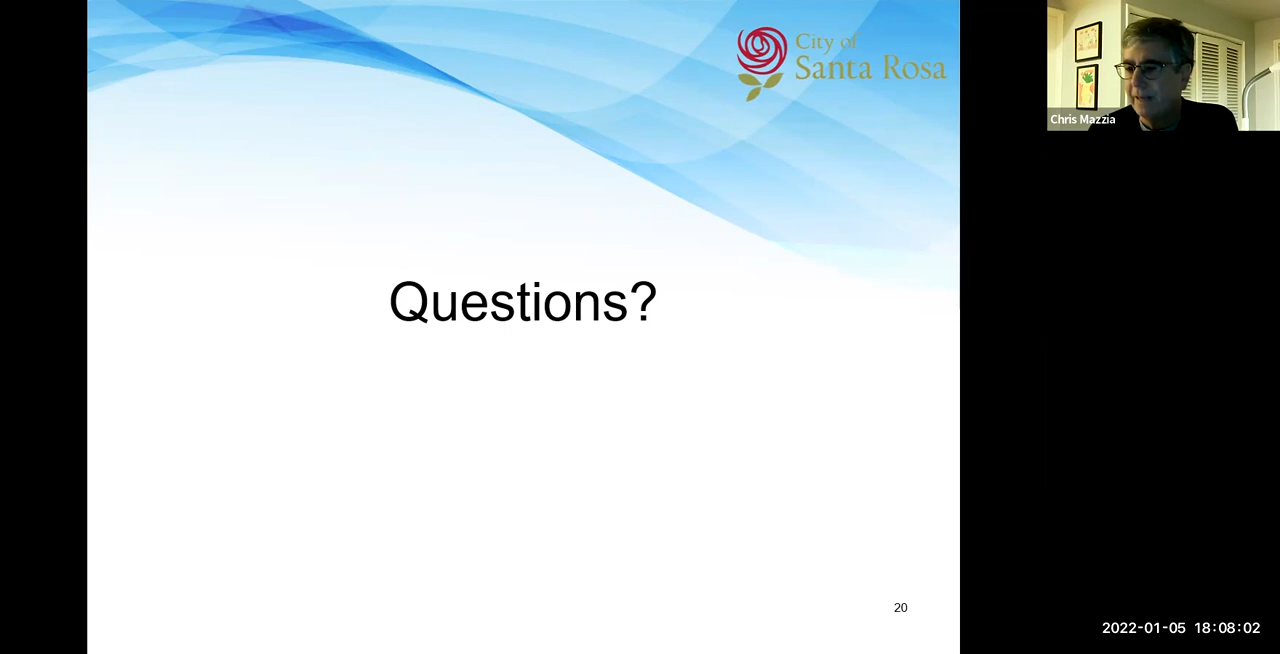 City of
Santa Rosa
Chris Mazzia
Questions?
20
2022-01-05 18:08:02